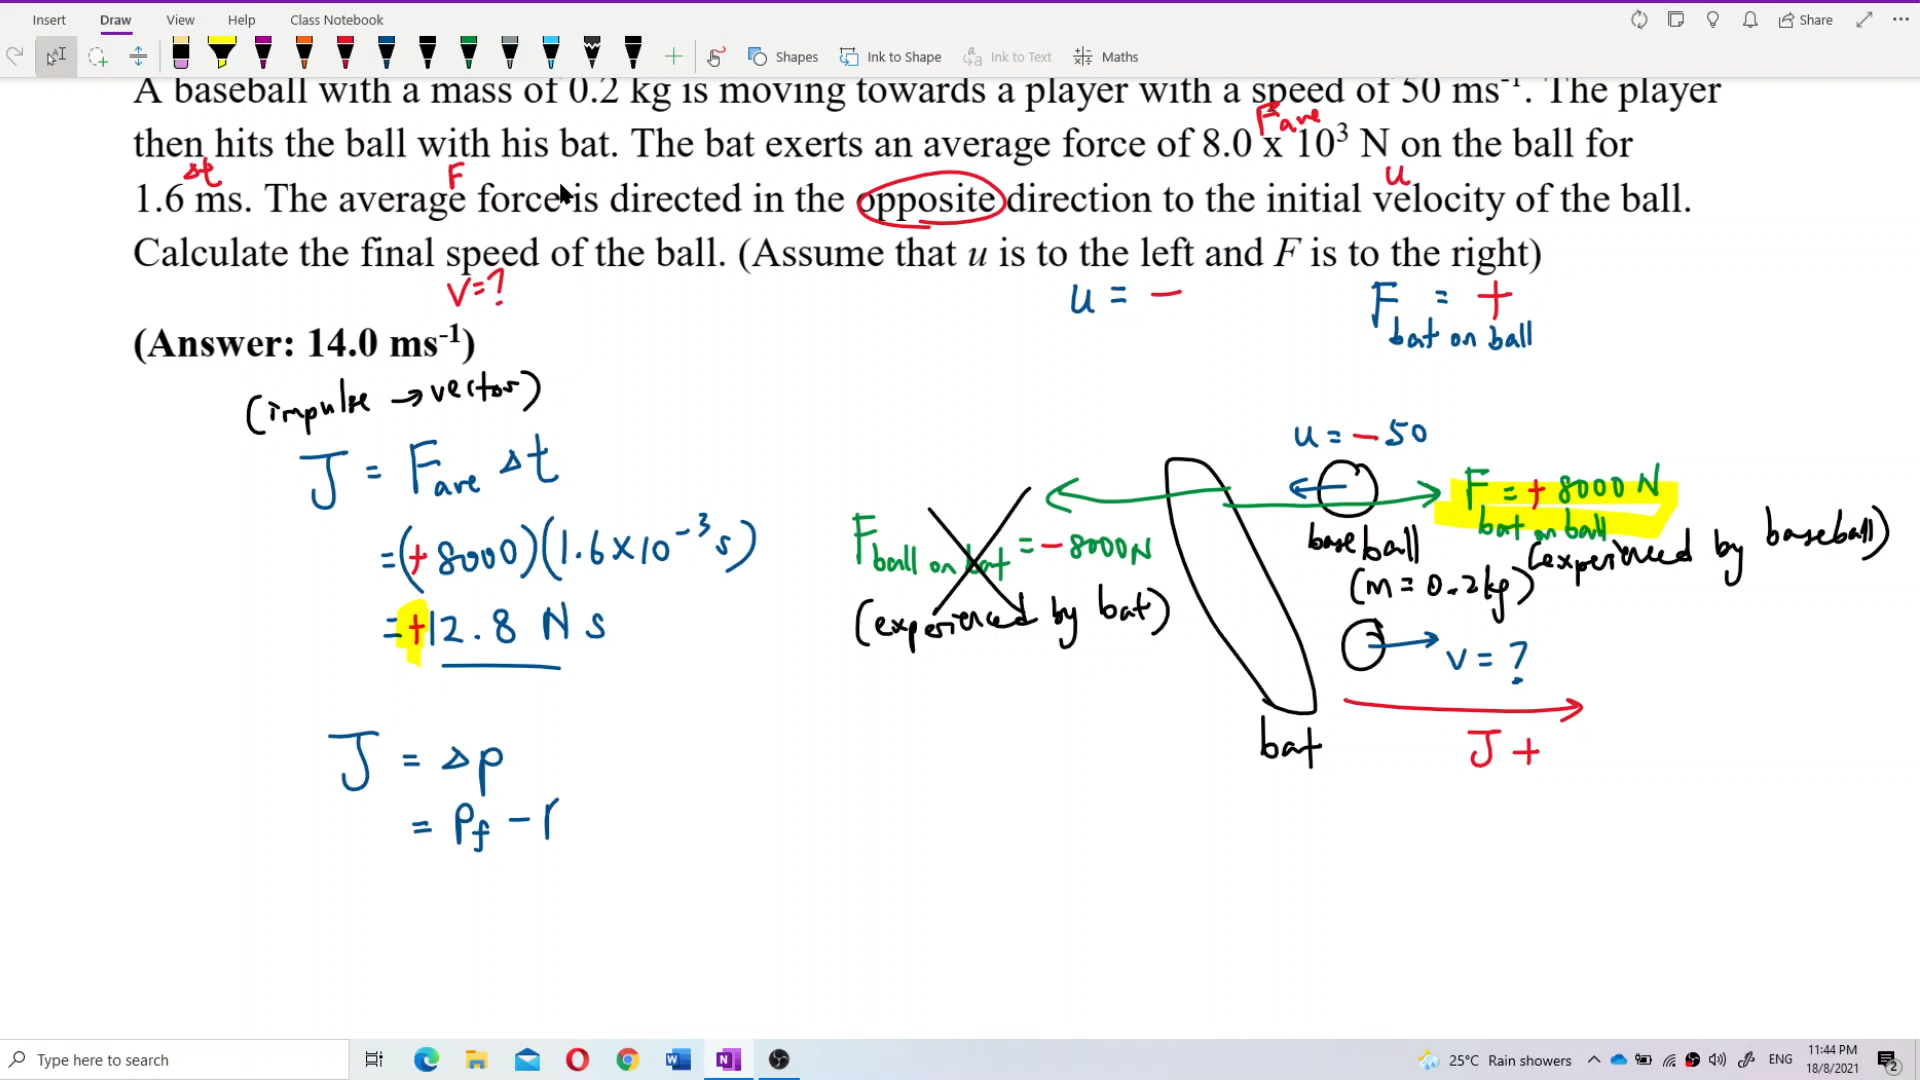 Insert Draw View Help Class Notebook Share
Shapes Ink to Shape Ink to Text Maths
A baseball with a mass of 0.2 kg is moving towards a player with a speed of 50 ms⁻¹. The player
then hits the ball with his bat. The bat exerts an average force of 8.0 x 10³ N on the ball for
1.6 ms. The average force is directed in the opposite direction to the initial velocity of the ball.
Calculate the final speed of the ball. (Assume that u is to the left and F is to the right)
Fave
Δt
F
u
v=?
u = -
F bat on ball = +
(Answer: 14.0 ms⁻¹)
(impulse → vector)
J = Fave Δt
=(+8000)(1.6×10⁻³s)
=+12.8 N s
J = Δp
= Pf -
u = -50
F bat on ball = + 8000 N
(experienced by baseball)
F ball on bat = - 8000N
(experienced by bat)
baseball
(m = 0.2kg)
v = ?
J +
bat
Type here to search
25°C Rain showers
ENG
11:44 PM
18/8/2021
2